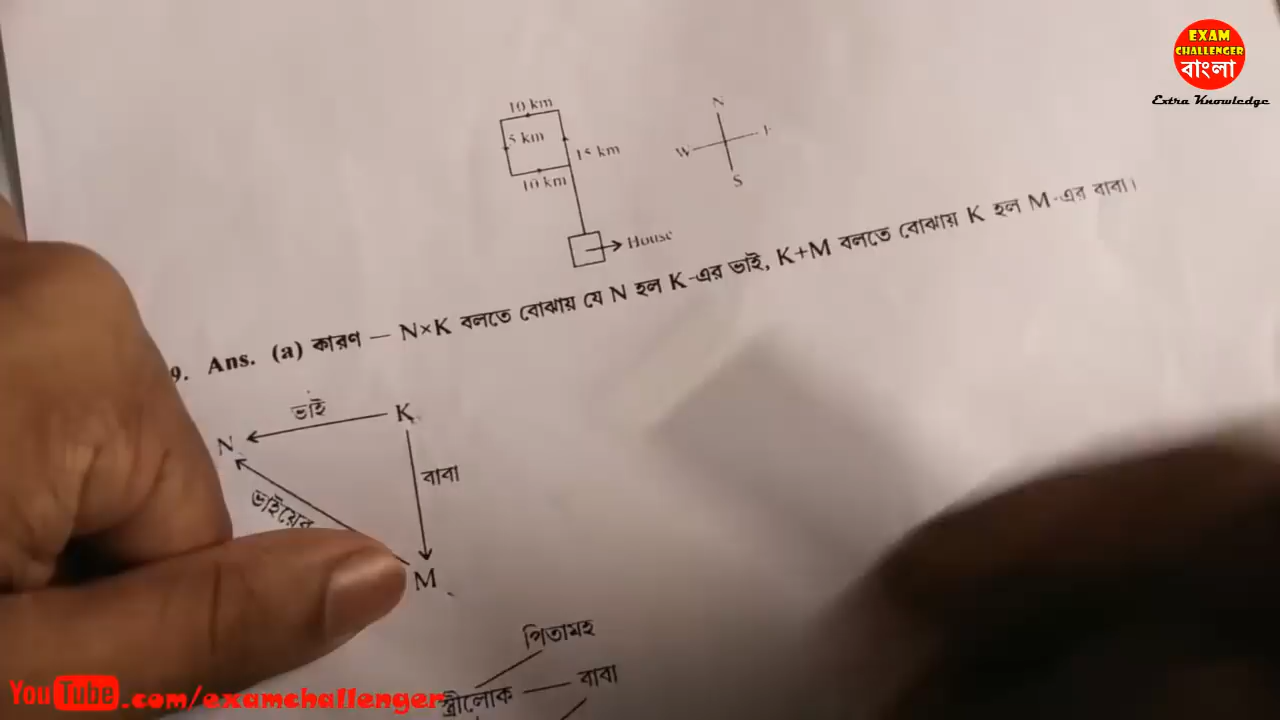 EXAM
CHALLENGER
বাংলা
Extra Knowledge
10 km
5 km
15 km
10 km
N
W
S
House
9. Ans. (a) কারণ — N×K বলতে বোঝায় যে N হল K-এর ভাই, K+M বলতে বোঝায় K হল M-এর বাবা।
ভাই
K
N
বাবা
ভাইয়ের
M
পিতামহ
স্ত্রীলোক — বাবা
YouTube.com/examchallenger